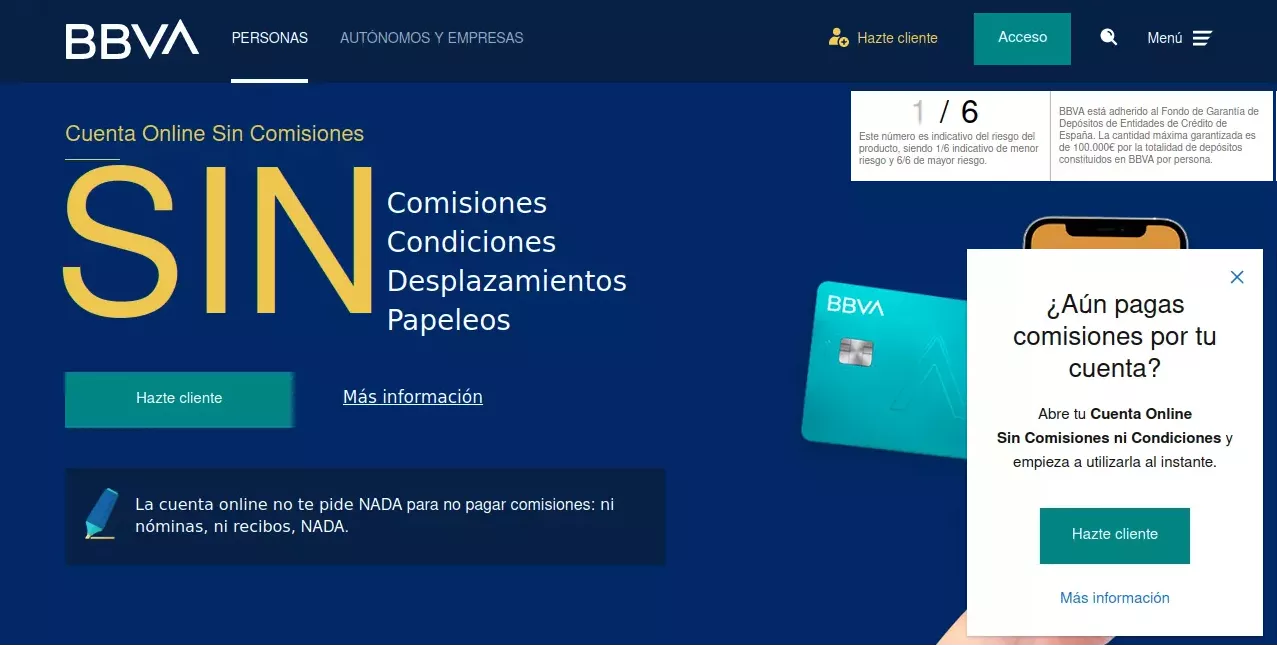 BBVA
PERSONAS
AUTÓNOMOS Y EMPRESAS
Hazte cliente
Acceso
Menú
Cuenta Online Sin Comisiones
SIN
Comisiones
Condiciones
Desplazamientos
Papeleos
Hazte cliente
Más información
La cuenta online no te pide NADA para no pagar comisiones: ni
nóminas, ni recibos, NADA.
1 / 6
Este número es indicativo del riesgo del
producto, siendo 1/6 indicativo de menor
riesgo y 6/6 de mayor riesgo.
BBVA está adherido al Fondo de Garantía de
Depósitos de Entidades de Crédito de
España. La cantidad máxima garantizada es
de 100.000€ por la totalidad de depósitos
constituidos en BBVA por persona.
BBVA
¿Aún pagas
comisiones por tu
cuenta?
Abre tu Cuenta Online
Sin Comisiones ni Condiciones y
empieza a utilizarla al instante.
Hazte cliente
Más información